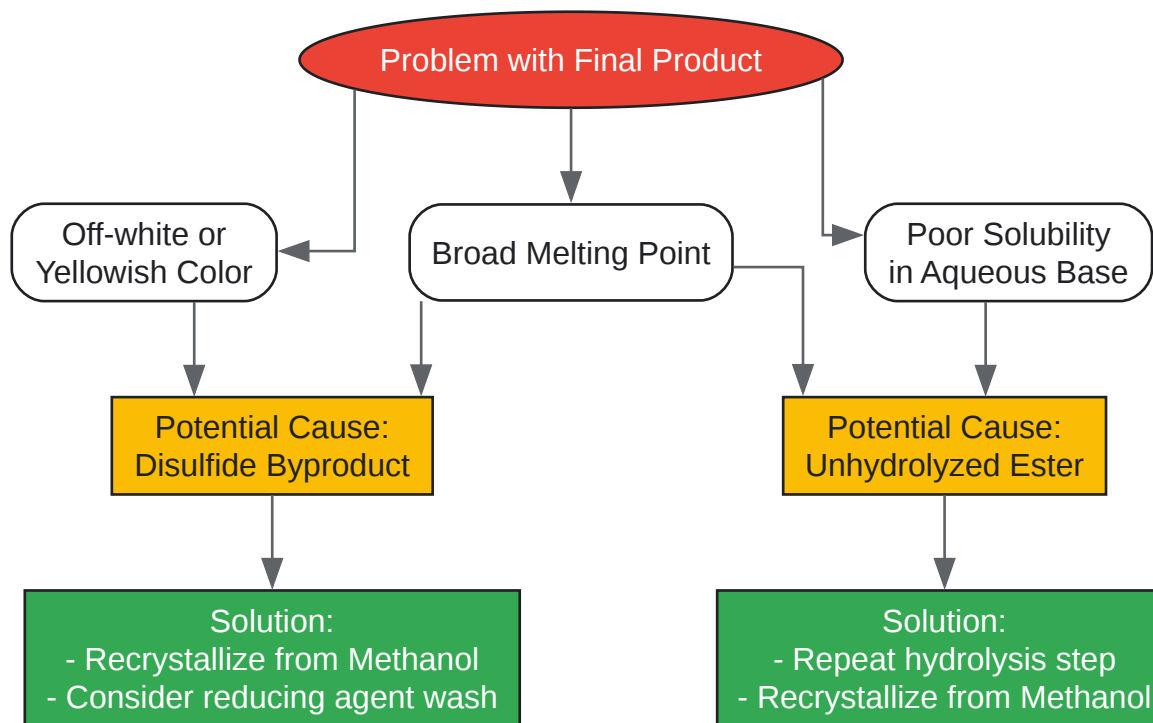 Problem with Final Product
Off-white or
Yellowish Color
Broad Melting Point
Poor Solubility
in Aqueous Base
Potential Cause:
Disulfide Byproduct
Potential Cause:
Unhydrolyzed Ester
Solution:
- Recrystallize from Methanol
- Consider reducing agent wash
Solution:
- Repeat hydrolysis step
- Recrystallize from Methanol